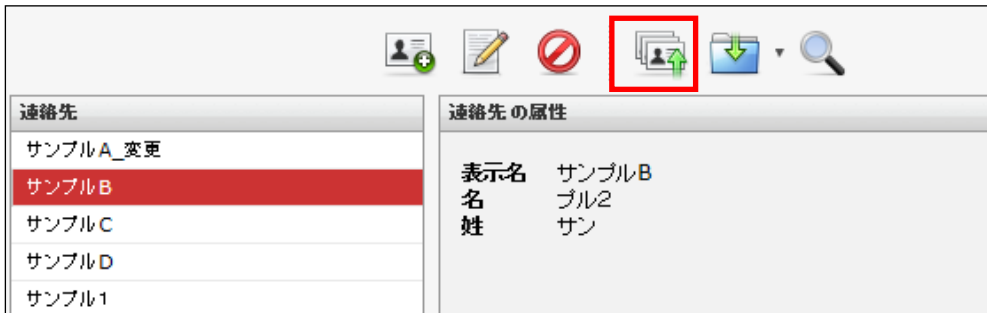 連絡先
サンプルA_変更
サンプルB
サンプルC
サンプルD
サンプル1
連絡先 の属性
表示名 サンプルB
名 プル2
姓 サン